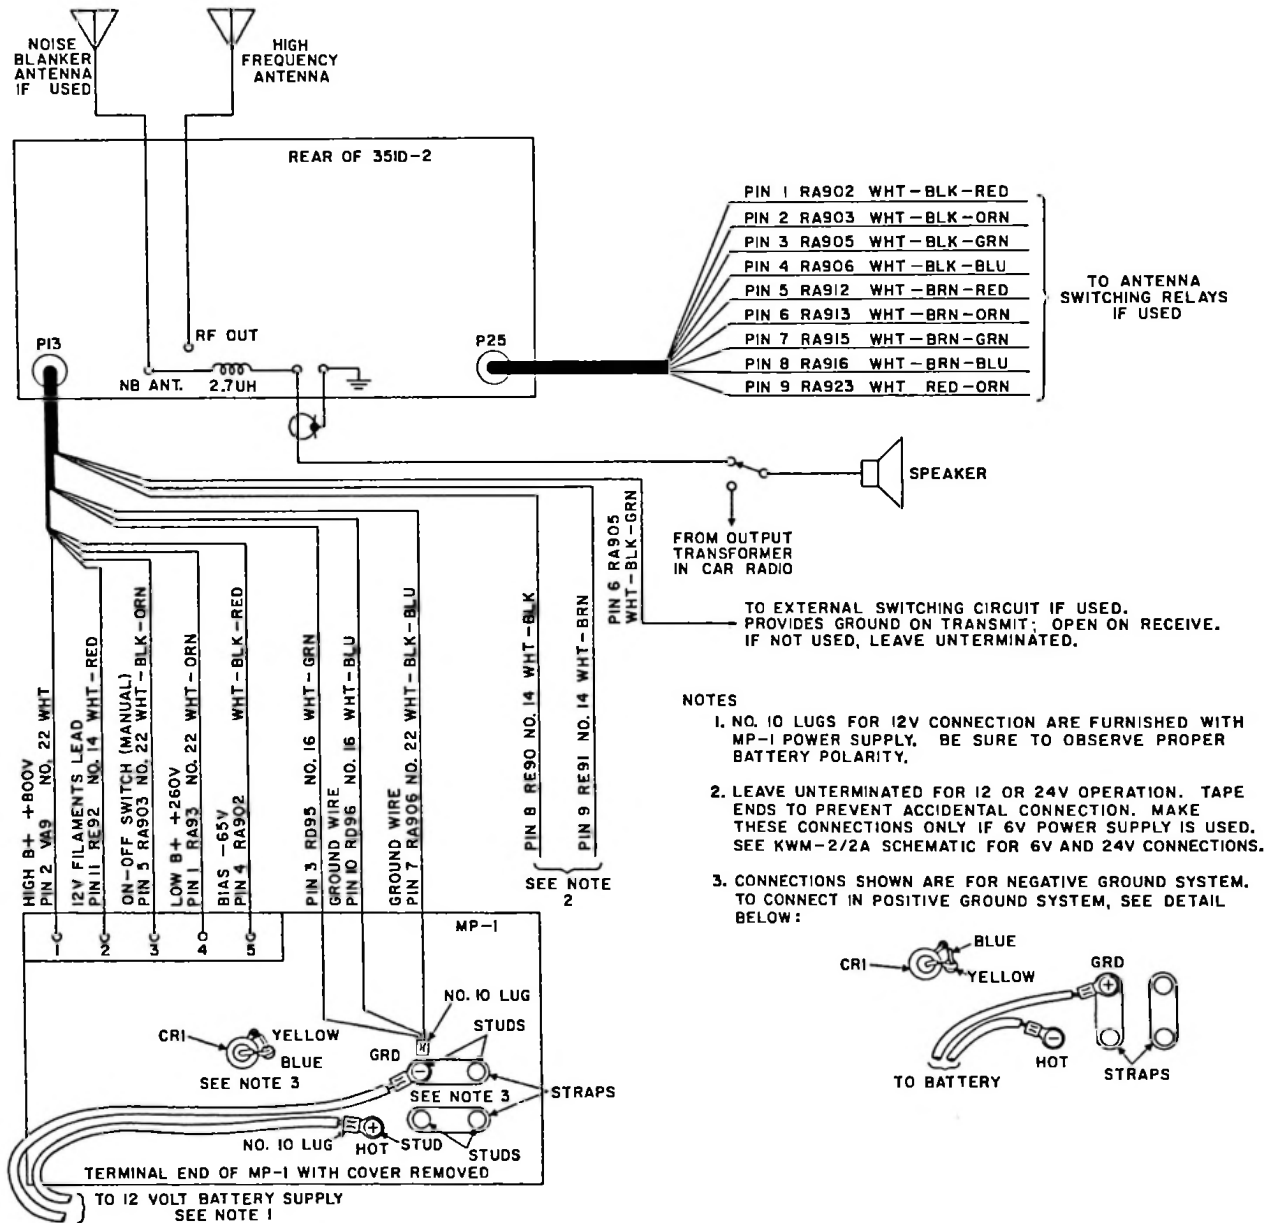 NOISE
BLANKER
ANTENNA
IF USED
HIGH
FREQUENCY
ANTENNA
REAR OF 351D-2
PIN 1 RA902 WHT-BLK-RED
PIN 2 RA903 WHT-BLK-ORN
PIN 3 RA905 WHT-BLK-GRN
PIN 4 RA906 WHT-BLK-BLU
PIN 5 RA912 WHT-BRN-RED
PIN 6 RA913 WHT-BRN-ORN
PIN 7 RA915 WHT-BRN-GRN
PIN 8 RA916 WHT-BRN-BLU
PIN 9 RA923 WHT RED-ORN
TO ANTENNA
SWITCHING RELAYS
IF USED
P13
RF OUT
P25
NB ANT.
2.7UH
SPEAKER
FROM OUTPUT
TRANSFORMER
IN CAR RADIO
PIN 6 RA905
WHT-BLK-GRN
TO EXTERNAL SWITCHING CIRCUIT IF USED.
PROVIDES GROUND ON TRANSMIT; OPEN ON RECEIVE.
IF NOT USED, LEAVE UNTERMINATED.
HIGH B+ +800V
PIN 2 VA9 NO. 22 WHT
12V FILAMENTS LEAD
PIN 11 RE92 NO. 14 WHT-RED
ON-OFF SWITCH (MANUAL)
PIN 5 RA903 NO. 22 WHT-BLK-ORN
LOW B+ +260V
PIN 1 RA93 NO. 22 WHT-ORN
BIAS -65V
PIN 4 RA902 WHT-BLK-RED
PIN 3 RD95 NO. 16 WHT-GRN
GROUND WIRE
PIN 10 RD96 NO. 16 WHT-BLU
GROUND WIRE
PIN 7 RA906 NO. 22 WHT-BLK-BLU
PIN 8 RE90 NO. 14 WHT-BLK
PIN 9 RE91 NO. 14 WHT-BRN
SEE NOTE
2
NOTES
1. NO. 10 LUGS FOR 12V CONNECTION ARE FURNISHED WITH
MP-1 POWER SUPPLY. BE SURE TO OBSERVE PROPER
BATTERY POLARITY.
2. LEAVE UNTERMINATED FOR 12 OR 24V OPERATION. TAPE
ENDS TO PREVENT ACCIDENTAL CONNECTION. MAKE
THESE CONNECTIONS ONLY IF 6V POWER SUPPLY IS USED.
SEE KWM-2/2A SCHEMATIC FOR 6V AND 24V CONNECTIONS.
3. CONNECTIONS SHOWN ARE FOR NEGATIVE GROUND SYSTEM.
TO CONNECT IN POSITIVE GROUND SYSTEM, SEE DETAIL
BELOW:
MP-1
1 2 3 4 5
NO. 10 LUG
STUDS
CR1
YELLOW
BLUE
SEE NOTE 3
GRD
-
SEE NOTE 3
STRAPS
NO. 10 LUG
HOT
+
STUD
STUDS
TERMINAL END OF MP-1 WITH COVER REMOVED
TO 12 VOLT BATTERY SUPPLY
SEE NOTE 1
CR1
BLUE
YELLOW
GRD
+
-
HOT
STRAPS
TO BATTERY